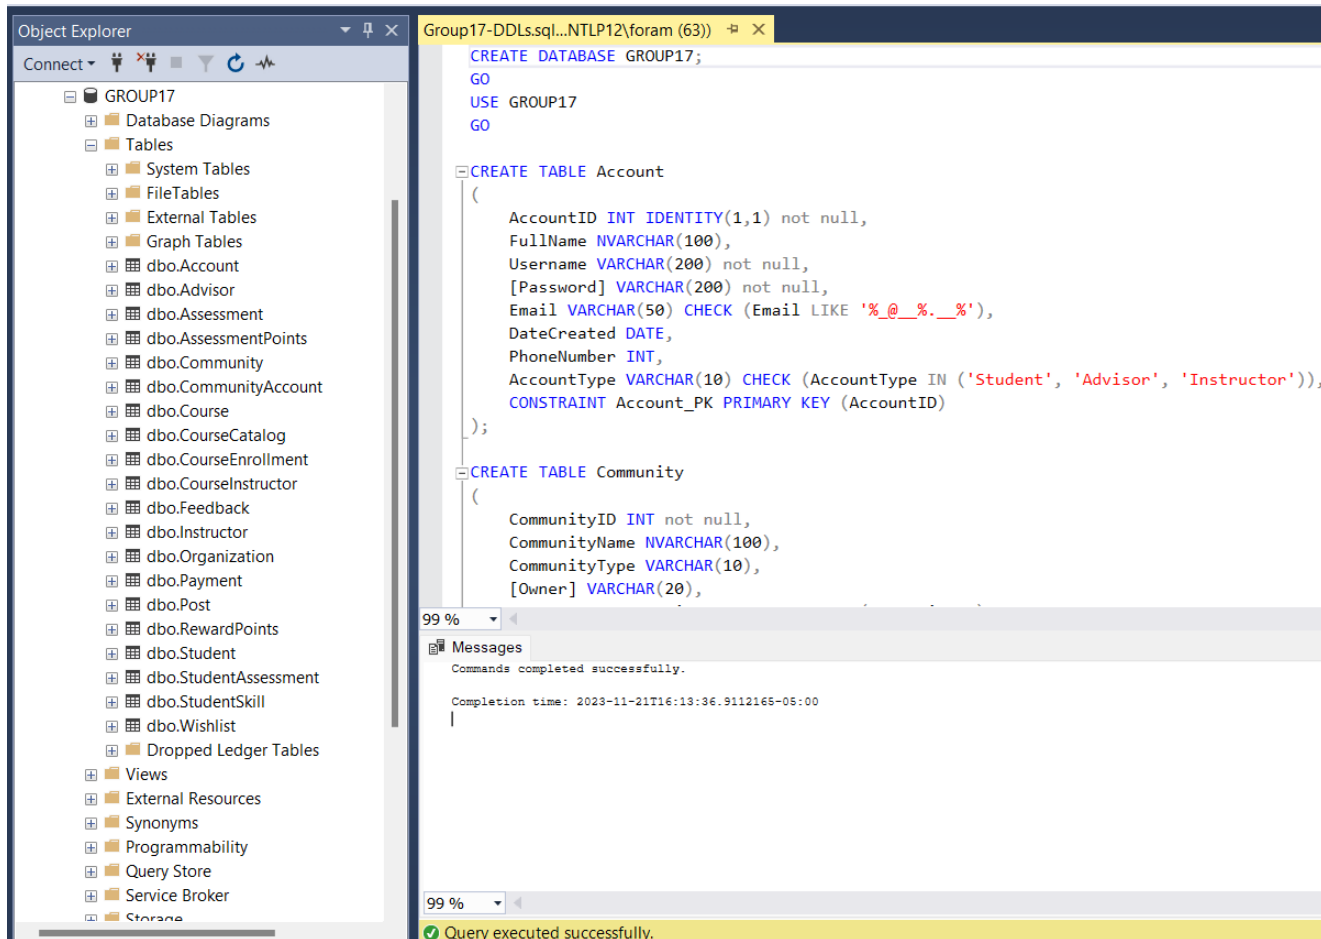 Object Explorer
Connect
GROUP17
Database Diagrams
Tables
System Tables
FileTables
External Tables
Graph Tables
dbo.Account
dbo.Advisor
dbo.Assessment
dbo.AssessmentPoints
dbo.Community
dbo.CommunityAccount
dbo.Course
dbo.CourseCatalog
dbo.CourseEnrollment
dbo.CourseInstructor
dbo.Feedback
dbo.Instructor
dbo.Organization
dbo.Payment
dbo.Post
dbo.RewardPoints
dbo.Student
dbo.StudentAssessment
dbo.StudentSkill
dbo.Wishlist
Dropped Ledger Tables
Views
External Resources
Synonyms
Programmability
Query Store
Service Broker
Storage
Group17-DDLs.sql...NTLP12\foram (63))
CREATE DATABASE GROUP17;
GO
USE GROUP17
GO
CREATE TABLE Account
(
AccountID INT IDENTITY(1,1) not null,
FullName NVARCHAR(100),
Username VARCHAR(200) not null,
[Password] VARCHAR(200) not null,
Email VARCHAR(50) CHECK (Email LIKE '%_@__%.__%'),
DateCreated DATE,
PhoneNumber INT,
AccountType VARCHAR(10) CHECK (AccountType IN ('Student', 'Advisor', 'Instructor')),
CONSTRAINT Account_PK PRIMARY KEY (AccountID)
);
CREATE TABLE Community
(
CommunityID INT not null,
CommunityName NVARCHAR(100),
CommunityType VARCHAR(10),
[Owner] VARCHAR(20),
99 %
Messages
Commands completed successfully.
Completion time: 2023-11-21T16:13:36.9112165-05:00
99 %
Query executed successfully.